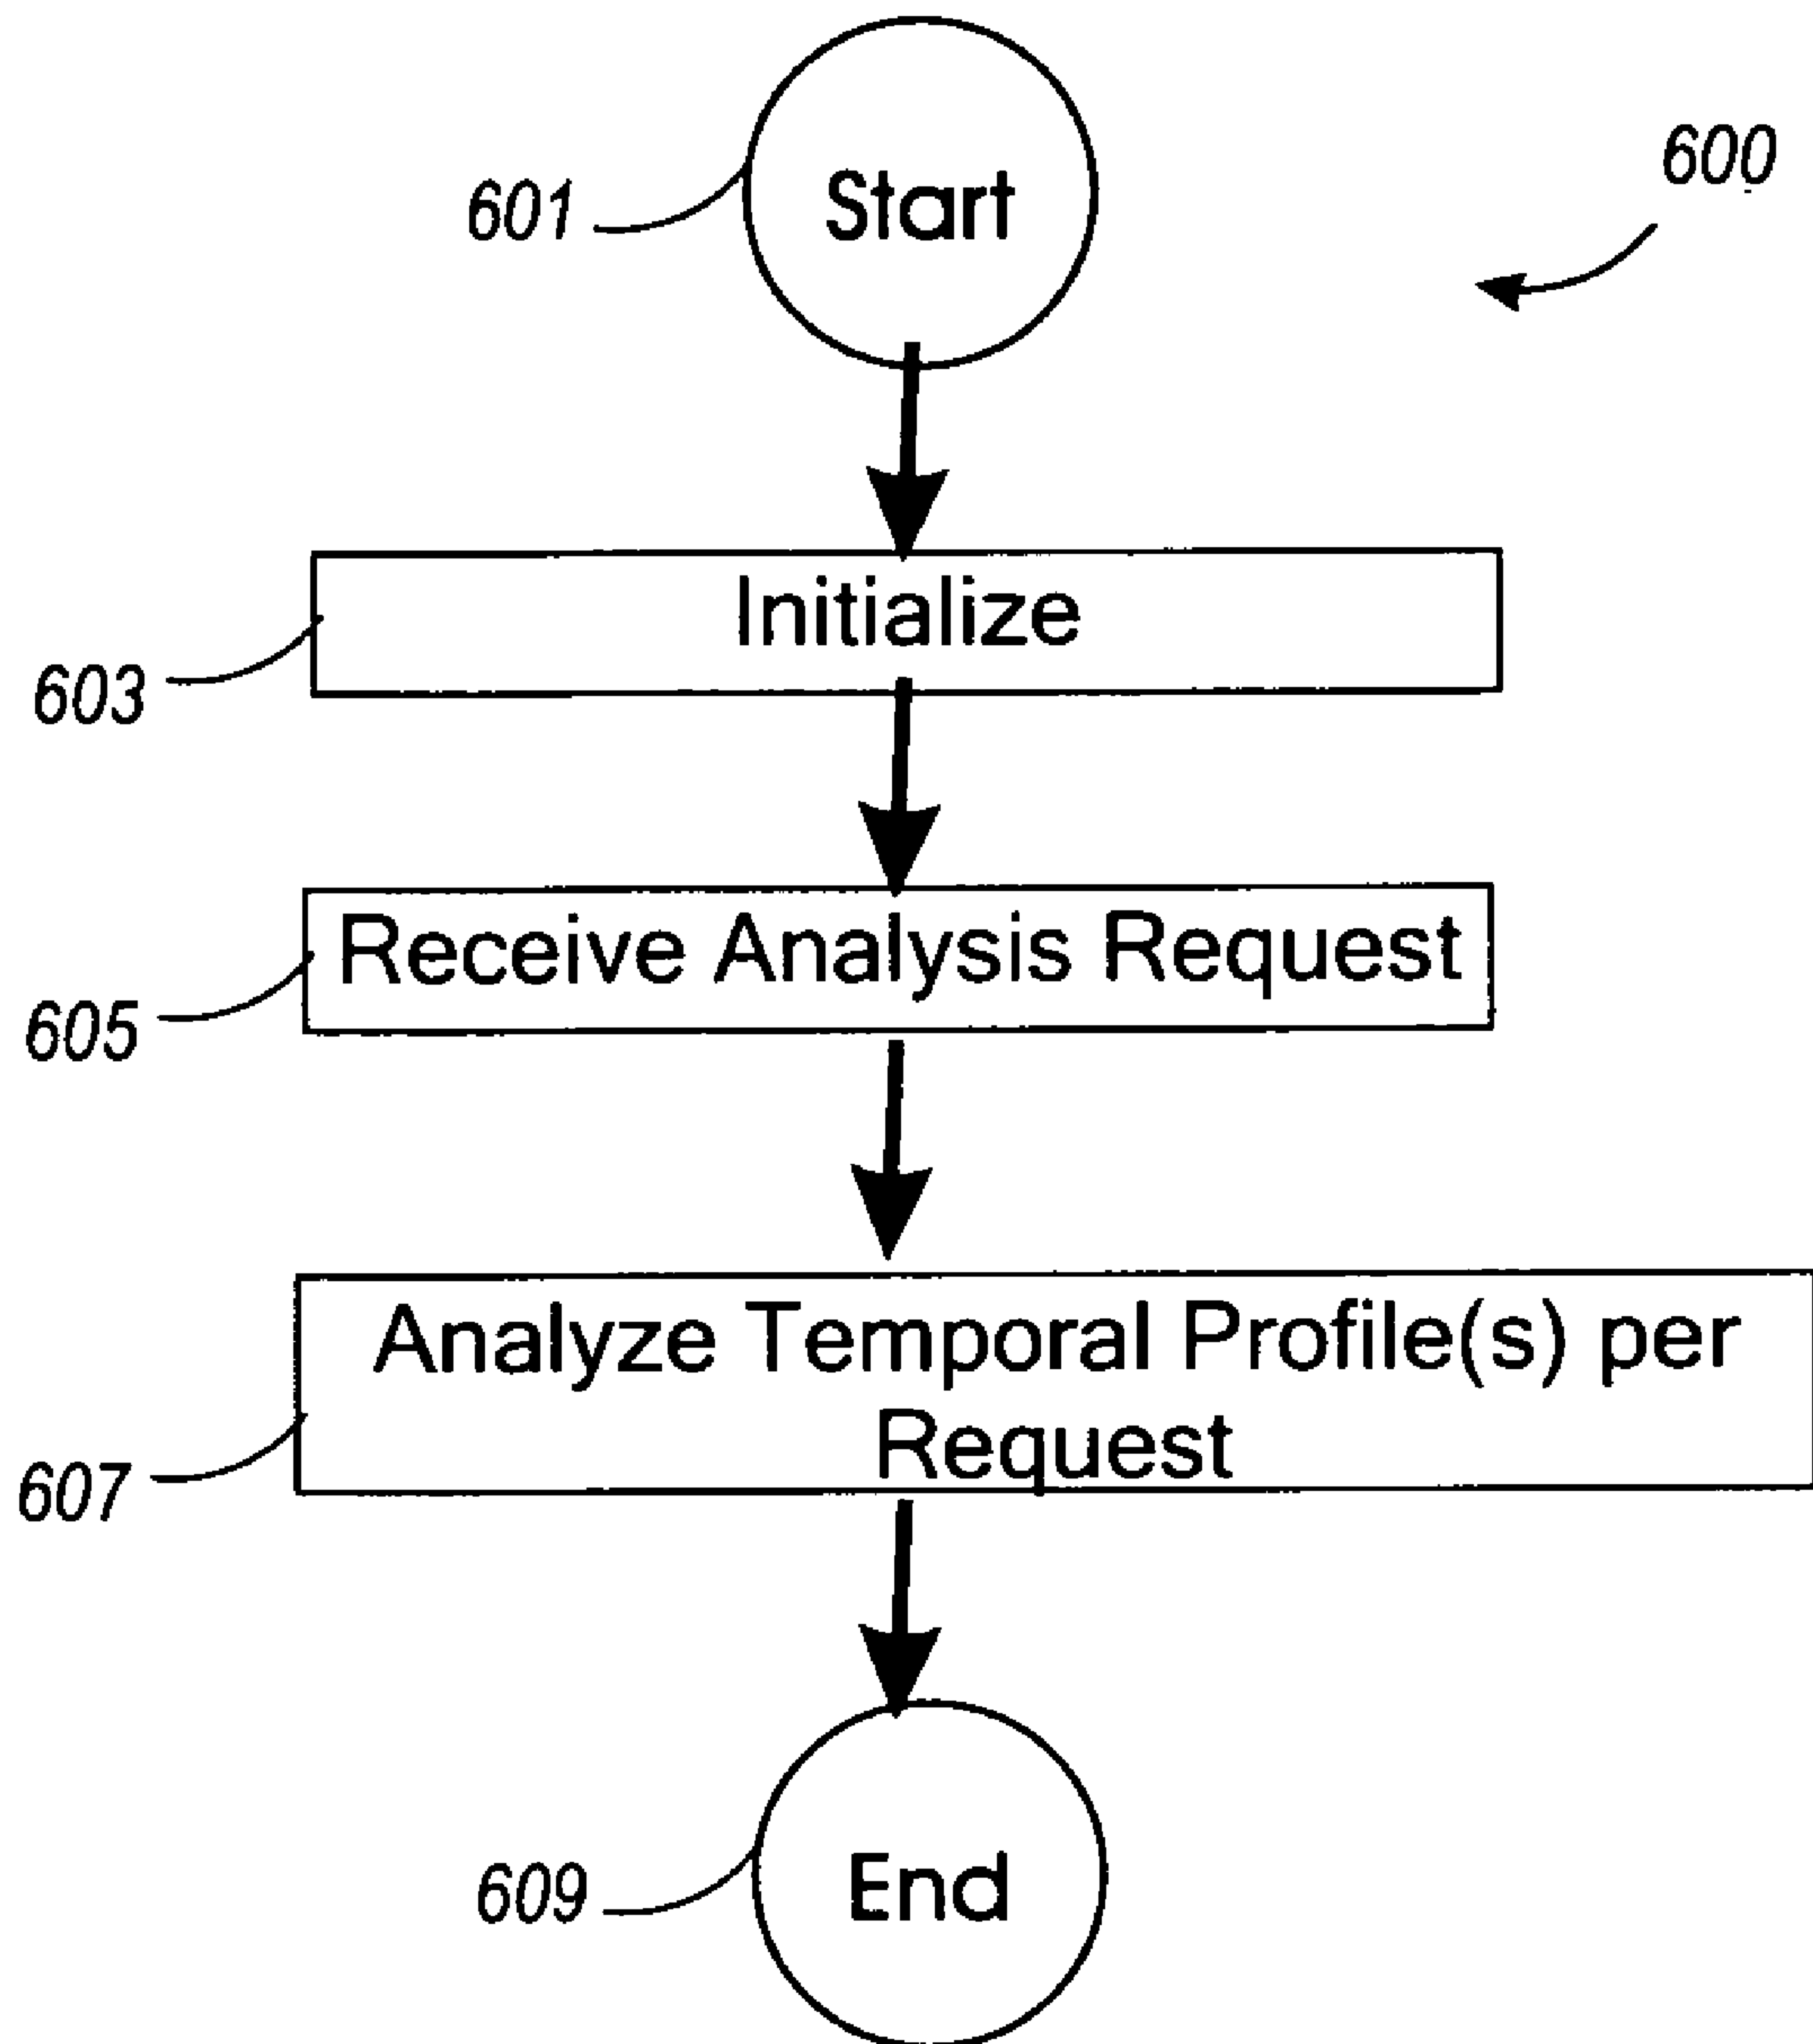 600
601
Start
Initialize
603
Receive Analysis Request
605
Analyze Temporal Profile(s) per
Request
607
End
609